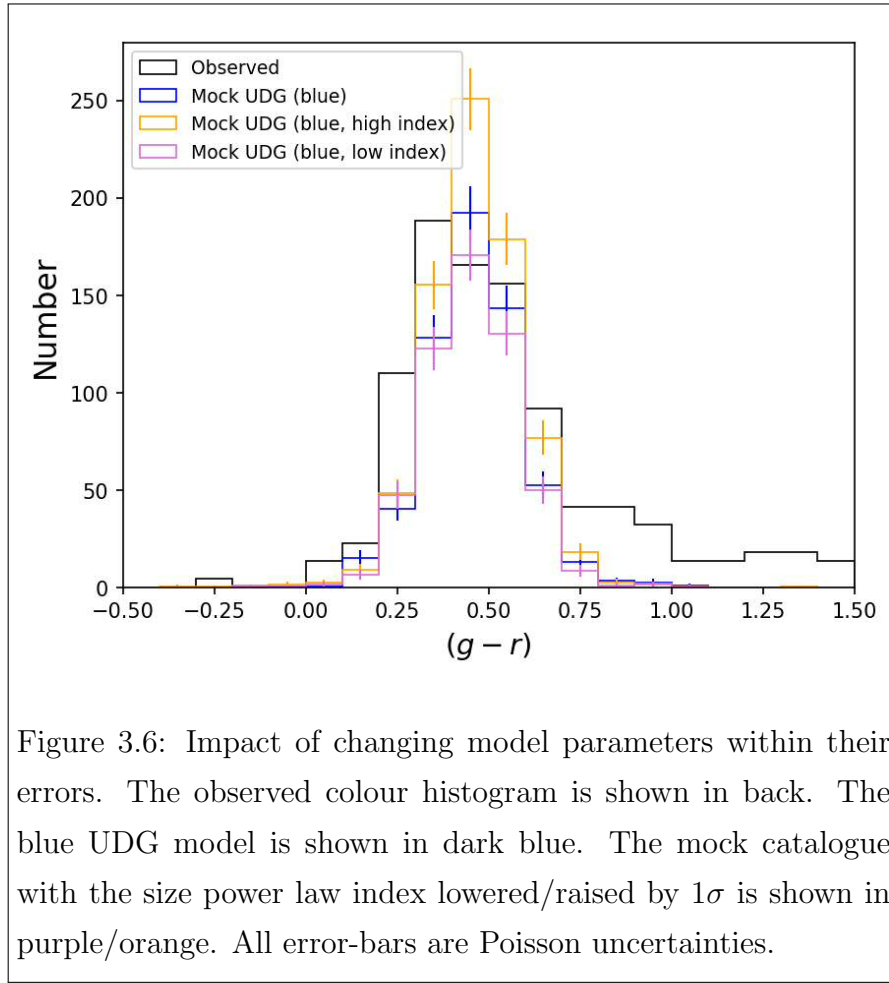 Observed
Mock UDG (blue)
Mock UDG (blue, high index)
Mock UDG (blue, low index)
250
200
150
100
50
0
Number
−0.50 −0.25 0.00 0.25 0.50 0.75 1.00 1.25 1.50
(g − r)
Figure 3.6: Impact of changing model parameters within their
errors. The observed colour histogram is shown in back. The
blue UDG model is shown in dark blue. The mock catalogue
with the size power law index lowered/raised by 1σ is shown in
purple/orange. All error-bars are Poisson uncertainties.